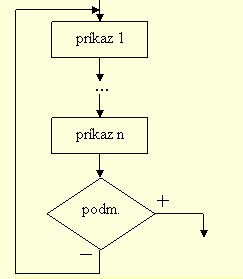 príkaz 1
...
príkaz n
podm.
+
−